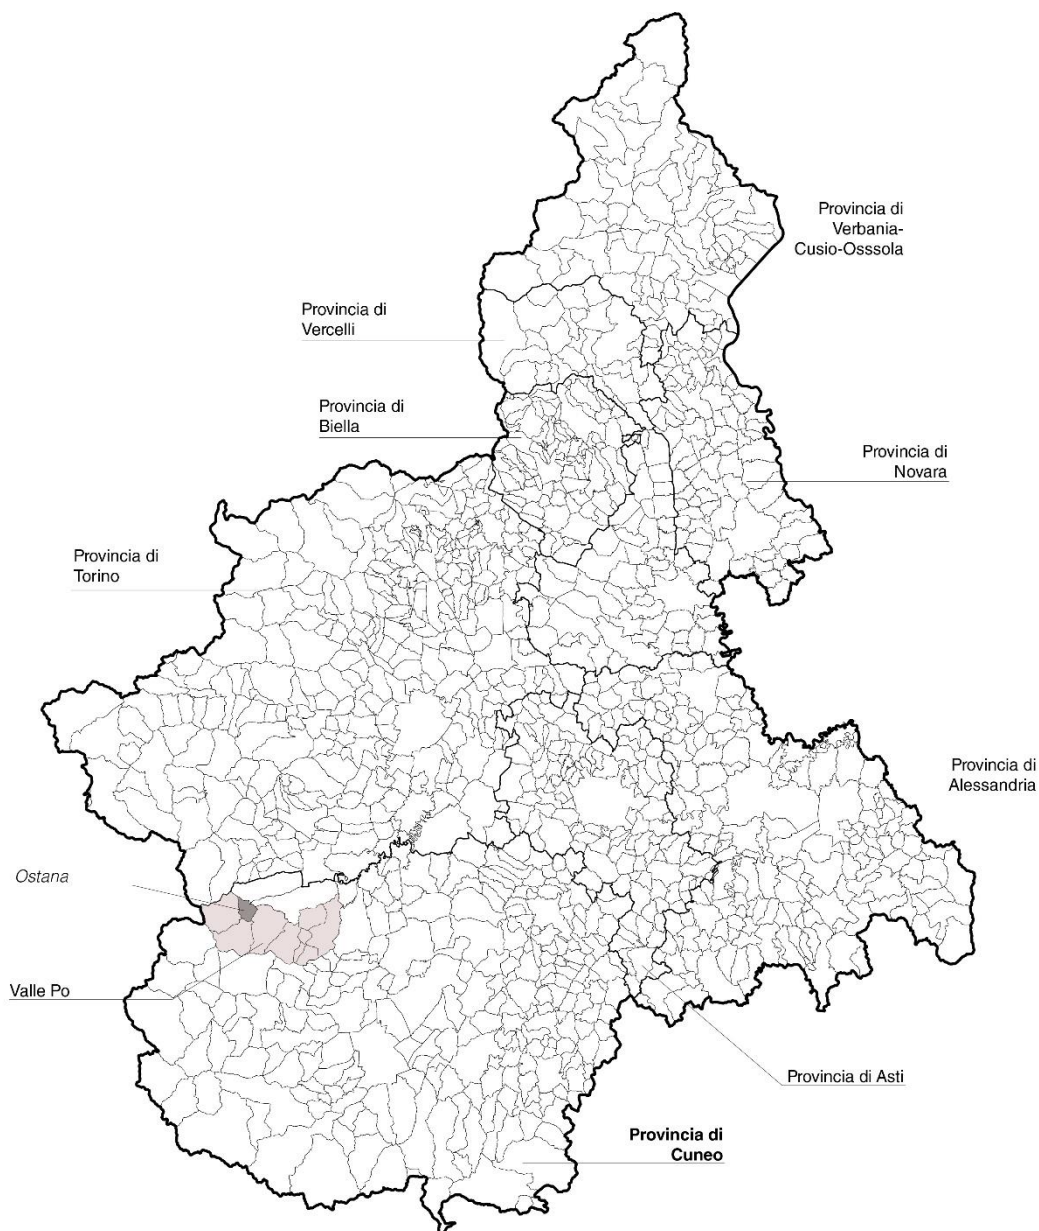 Provincia di
Verbania-
Cusio-Osssola
Provincia di
Vercelli
Provincia di
Biella
Provincia di
Novara
Provincia di
Torino
Provincia di
Alessandria
Ostana
Valle Po
Provincia di Asti
Provincia di
Cuneo